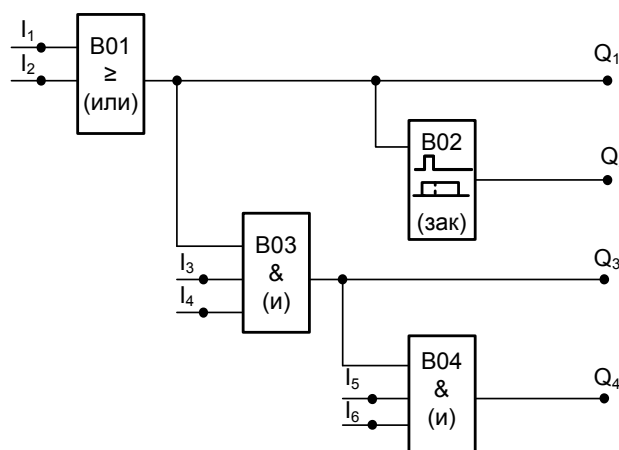 I1
I2
B01
≥
(или)
Q1
B02
(зак)
Q
B03
&
(и)
I3
I4
Q3
B04
&
(и)
I5
I6
Q4